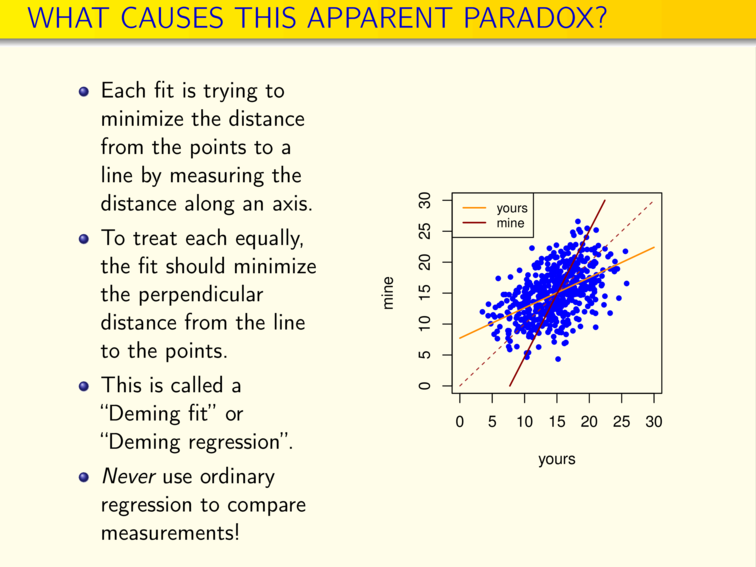 WHAT CAUSES THIS APPARENT PARADOX?
Each fit is trying to
minimize the distance
from the points to a
line by measuring the
distance along an axis.
To treat each equally,
the fit should minimize
the perpendicular
distance from the line
to the points.
This is called a
“Deming fit” or
“Deming regression”.
Never use ordinary
regression to compare
measurements!
yours
mine
mine
30
25
20
15
10
5
0
0 5 10 15 20 25 30
yours